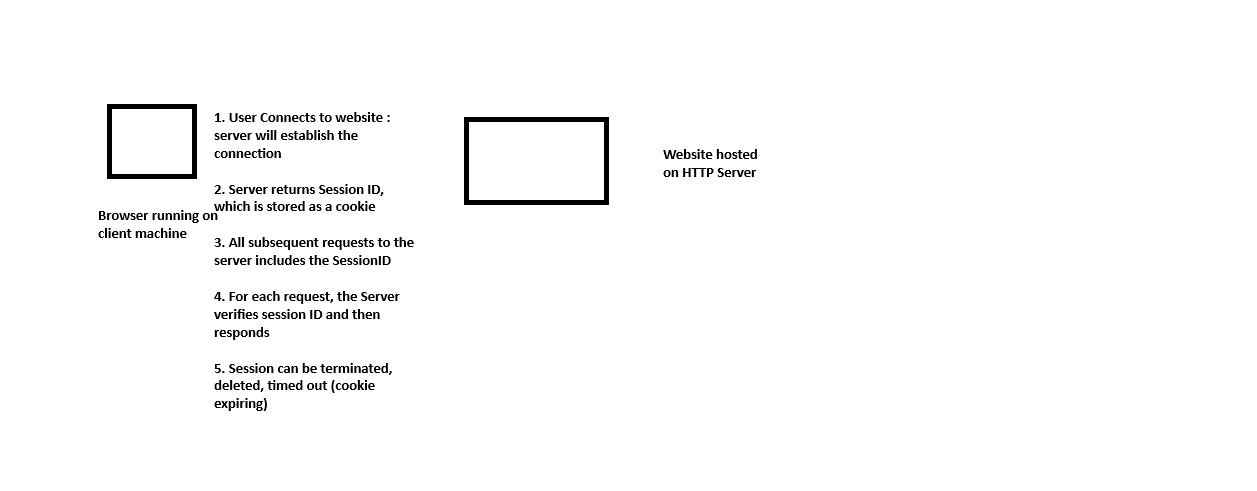 1. User Connects to website :
server will establish the
connection
2. Server returns Session ID,
which is stored as a cookie
3. All subsequent requests to the
server includes the SessionID
4. For each request, the Server
verifies session ID and then
responds
5. Session can be terminated,
deleted, timed out (cookie
expiring)
Browser running on
client machine
Website hosted
on HTTP Server